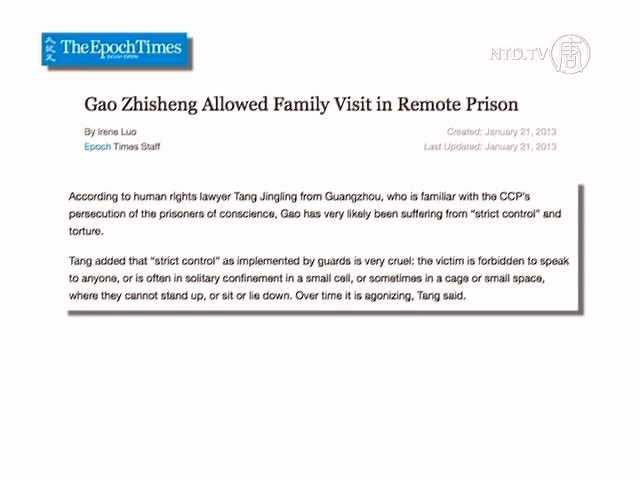 大紀元
The Epoch Times
ENGLISH EDITION
NTD.TV
Gao Zhisheng Allowed Family Visit in Remote Prison
By Irene Luo
Created: January 21, 2013
Epoch Times Staff
Last Updated: January 21, 2013
According to human rights lawyer Tang Jingling from Guangzhou, who is familiar with the CCP's
persecution of the prisoners of conscience, Gao has very likely been suffering from “strict control” and
torture.
Tang added that “strict control” as implemented by guards is very cruel: the victim is forbidden to speak
to anyone, or is often in solitary confinement in a small cell, or sometimes in a cage or small space,
where they cannot stand up, or sit or lie down. Over time it is agonizing, Tang said.